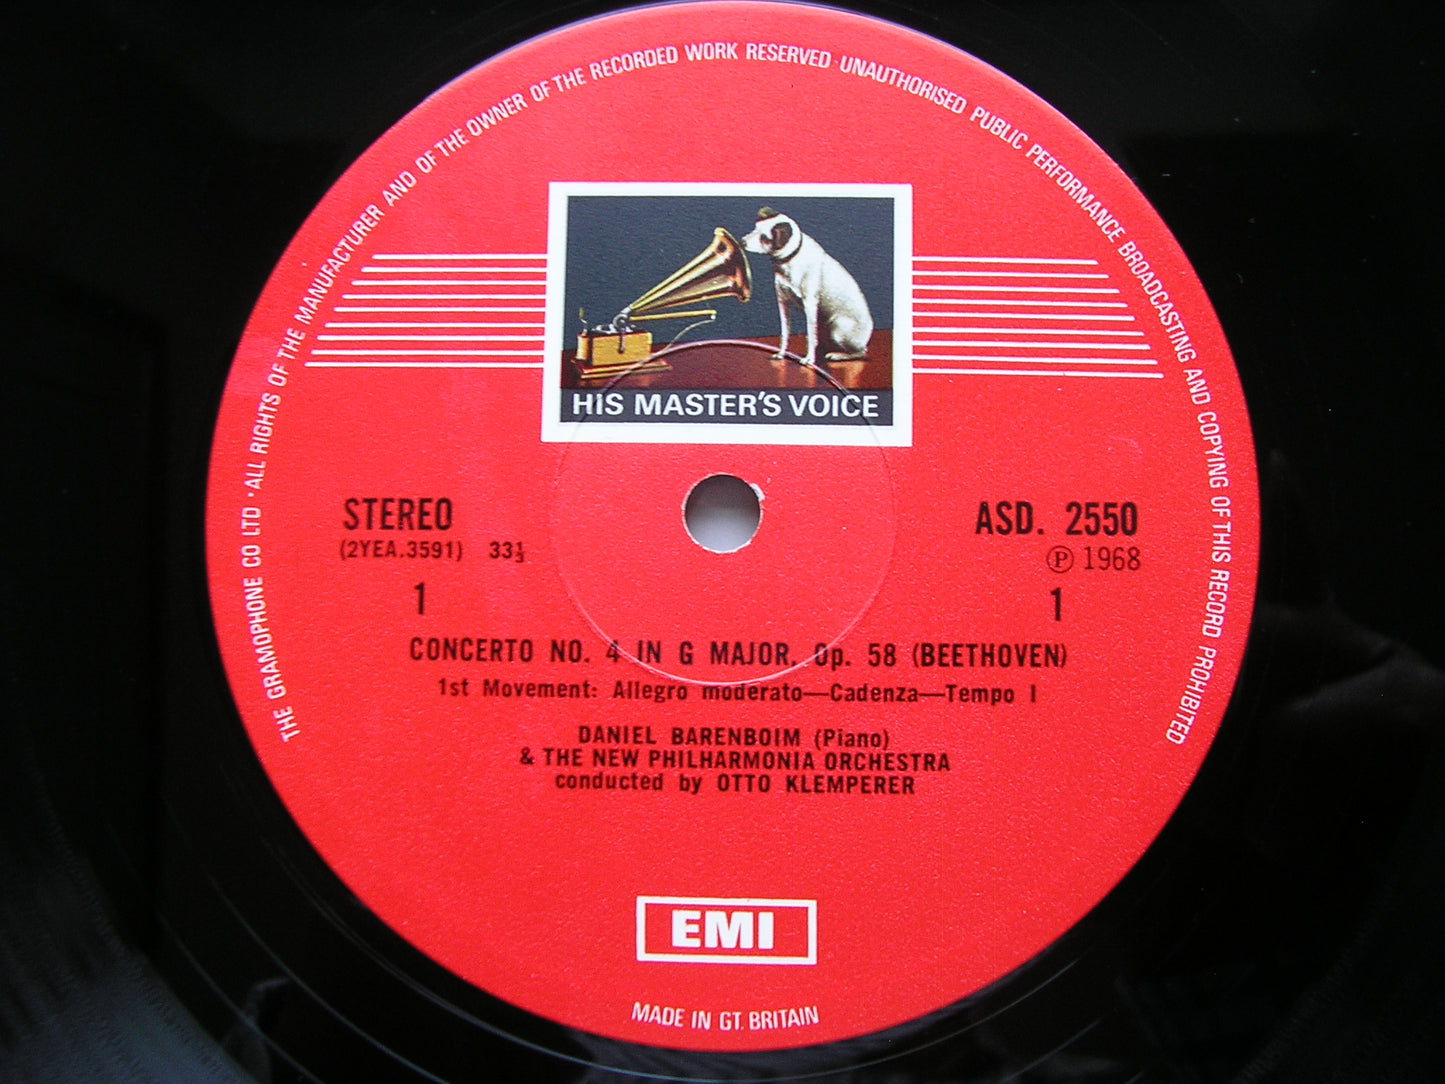 THE GRAMOPHONE CO LTD · ALL RIGHTS OF THE MANUFACTURER AND OF THE OWNER OF THE RECORDED WORK RESERVED · UNAUTHORISED PUBLIC PERFORMANCE BROADCASTING AND COPYING OF THIS RECORD PROHIBITED
HIS MASTER'S VOICE
STEREO
(2YEA.3591) 33⅓
1
ASD. 2550
℗ 1968
1
CONCERTO NO. 4 IN G MAJOR, Op. 58 (BEETHOVEN)
1st Movement: Allegro moderato—Cadenza—Tempo I
DANIEL BARENBOIM (Piano)
& THE NEW PHILHARMONIA ORCHESTRA
conducted by OTTO KLEMPERER
EMI
MADE IN GT. BRITAIN